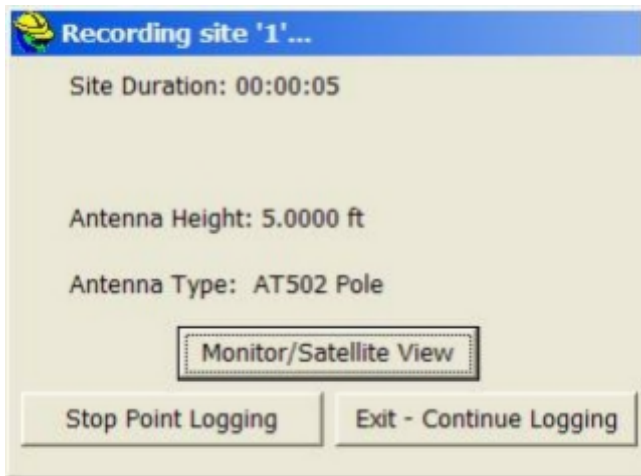 Recording site '1'...
Site Duration: 00:00:05
Antenna Height: 5.0000 ft
Antenna Type: AT502 Pole
Monitor/Satellite View
Stop Point Logging Exit - Continue Logging